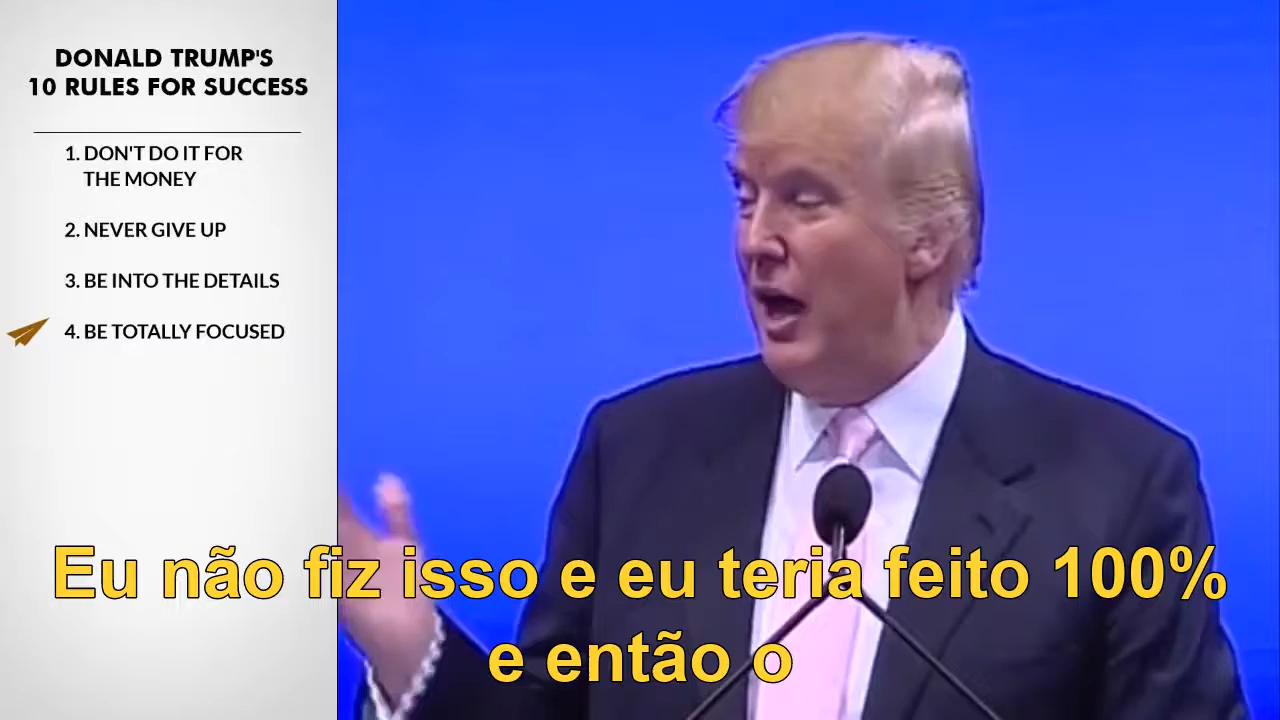 DONALD TRUMP'S
10 RULES FOR SUCCESS
1. DON'T DO IT FOR
THE MONEY
2. NEVER GIVE UP
3. BE INTO THE DETAILS
4. BE TOTALLY FOCUSED
Eu não fiz isso e eu teria feito 100%
e então o